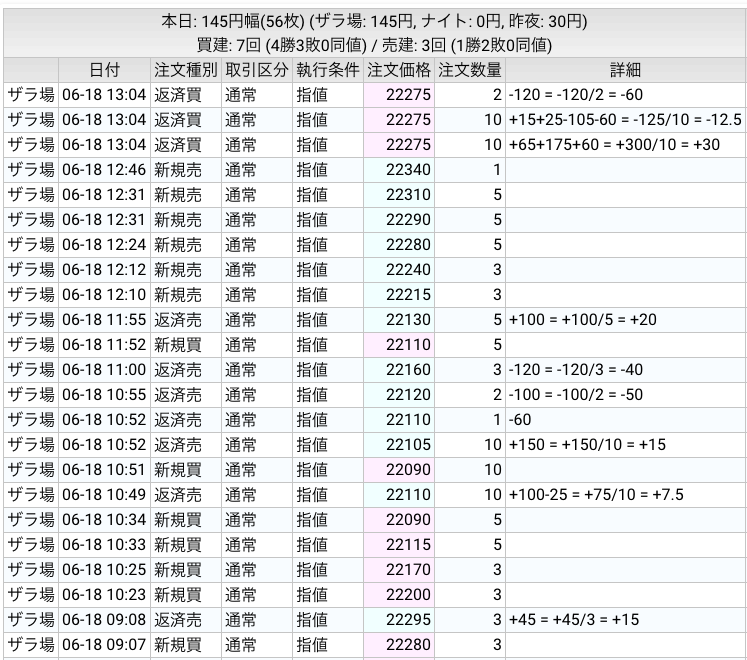 本日: 145円幅(56枚) (ザラ場: 145円, ナイト: 0円, 昨夜: 30円)
買建: 7回 (4勝3敗0同値) / 売建: 3回 (1勝2敗0同値)
日付 注文種別 取引区分 執行条件 注文価格 注文数量 詳細
ザラ場 06-18 13:04 返済買 通常 指値 22275 2 -120 = -120/2 = -60
ザラ場 06-18 13:04 返済買 通常 指値 22275 10 +15+25-105-60 = -125/10 = -12.5
ザラ場 06-18 13:04 返済買 通常 指値 22275 10 +65+175+60 = +300/10 = +30
ザラ場 06-18 12:46 新規売 通常 指値 22340 1
ザラ場 06-18 12:31 新規売 通常 指値 22310 5
ザラ場 06-18 12:31 新規売 通常 指値 22290 5
ザラ場 06-18 12:24 新規売 通常 指値 22280 5
ザラ場 06-18 12:12 新規売 通常 指値 22240 3
ザラ場 06-18 12:10 新規売 通常 指値 22215 3
ザラ場 06-18 11:55 返済売 通常 指値 22130 5 +100 = +100/5 = +20
ザラ場 06-18 11:52 新規買 通常 指値 22110 5
ザラ場 06-18 11:00 返済売 通常 指値 22160 3 -120 = -120/3 = -40
ザラ場 06-18 10:55 返済売 通常 指値 22120 2 -100 = -100/2 = -50
ザラ場 06-18 10:52 返済売 通常 指値 22110 1 -60
ザラ場 06-18 10:52 返済売 通常 指値 22105 10 +150 = +150/10 = +15
ザラ場 06-18 10:51 新規買 通常 指値 22090 10
ザラ場 06-18 10:49 返済売 通常 指値 22110 10 +100-25 = +75/10 = +7.5
ザラ場 06-18 10:34 新規買 通常 指値 22090 5
ザラ場 06-18 10:33 新規買 通常 指値 22115 5
ザラ場 06-18 10:25 新規買 通常 指値 22170 3
ザラ場 06-18 10:23 新規買 通常 指値 22200 3
ザラ場 06-18 09:08 返済売 通常 指値 22295 3 +45 = +45/3 = +15
ザラ場 06-18 09:07 新規買 通常 指値 22280 3